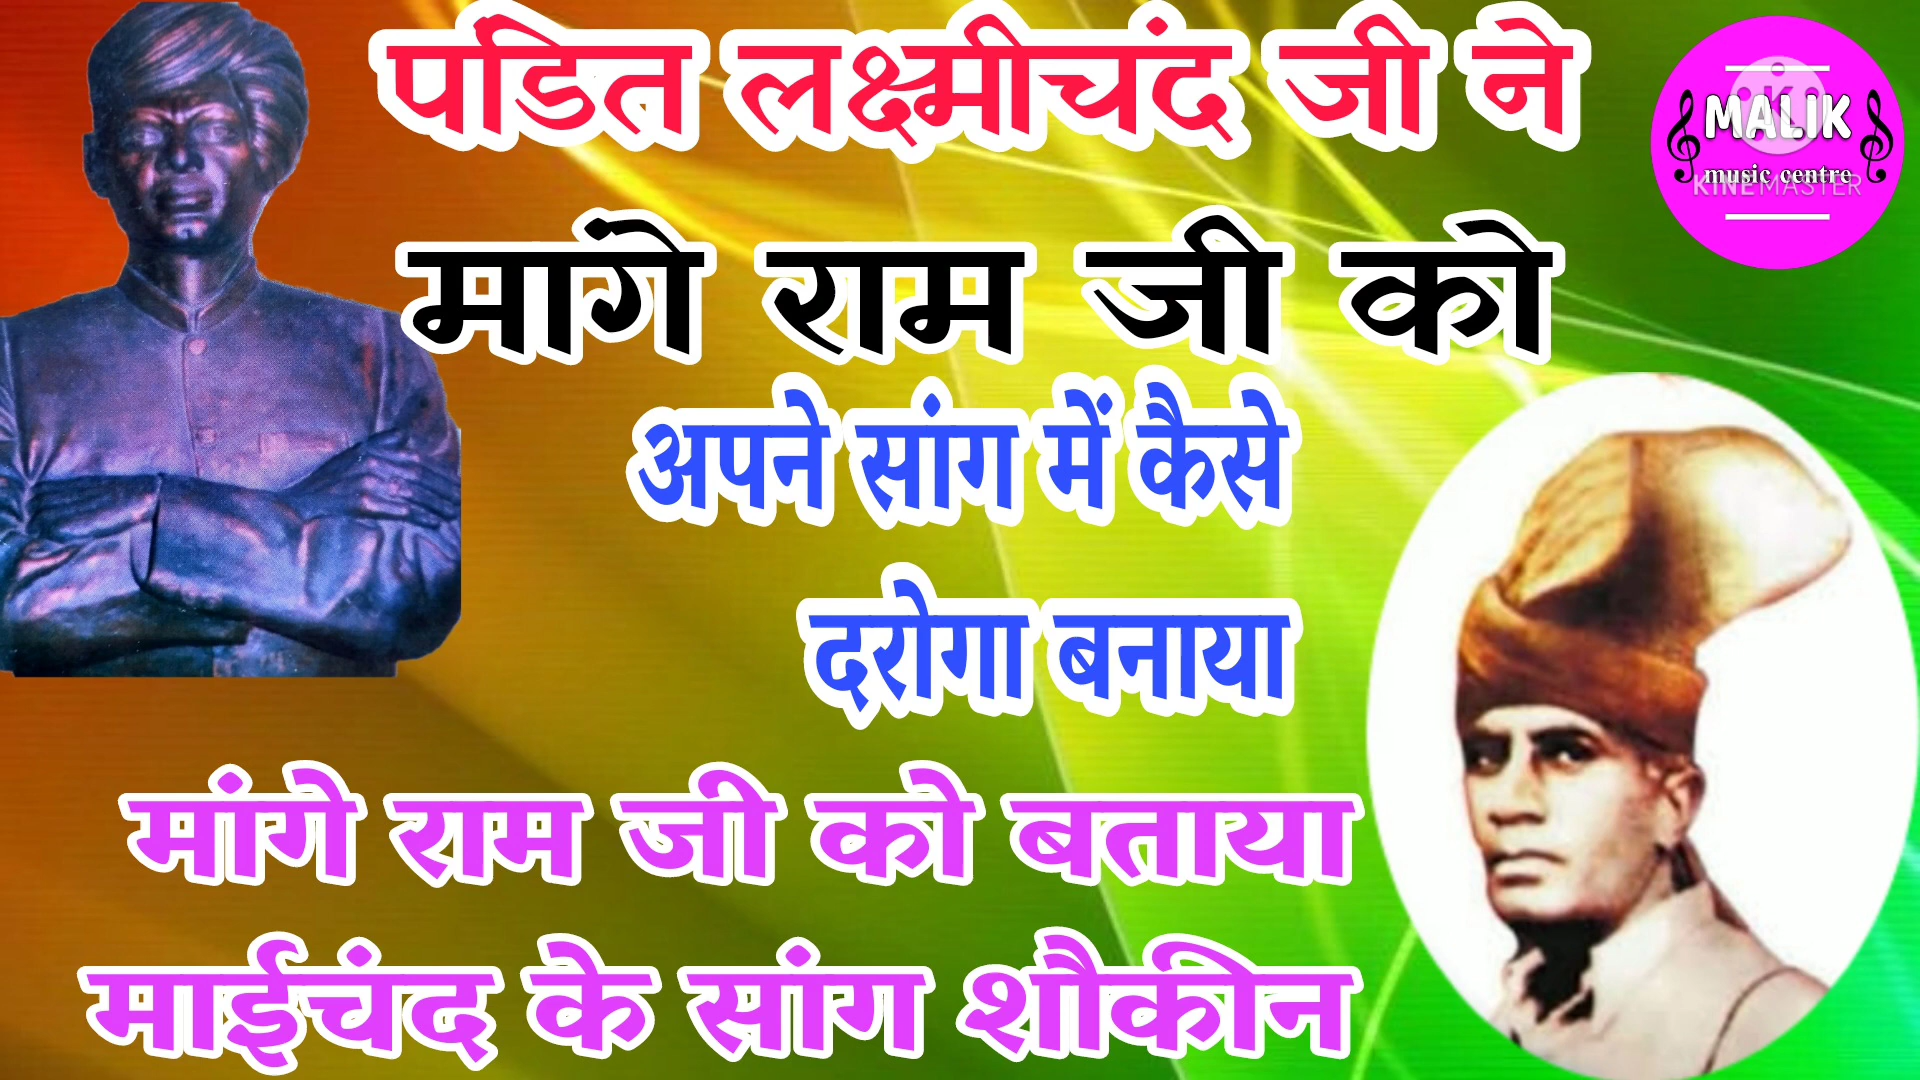 पंडित लक्ष्मीचंद जी ने
मांगे राम जी को
अपने सांग में कैसे
दरोगा बनाया
मांगे राम जी को बताया
माईचंद के सांग शौकीन
MALIK
music centre
KINEMASTER